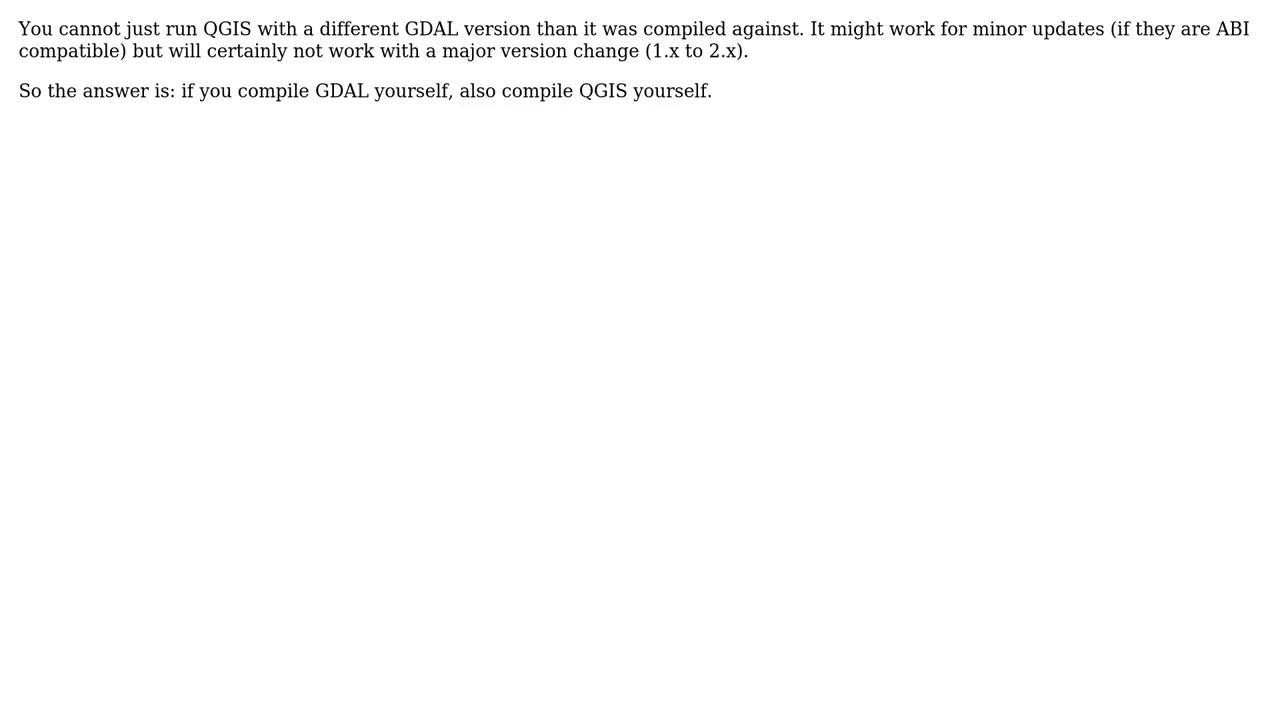 You cannot just run QGIS with a different GDAL version than it was compiled against. It might work for minor updates (if they are ABI
compatible) but will certainly not work with a major version change (1.x to 2.x).
So the answer is: if you compile GDAL yourself, also compile QGIS yourself.